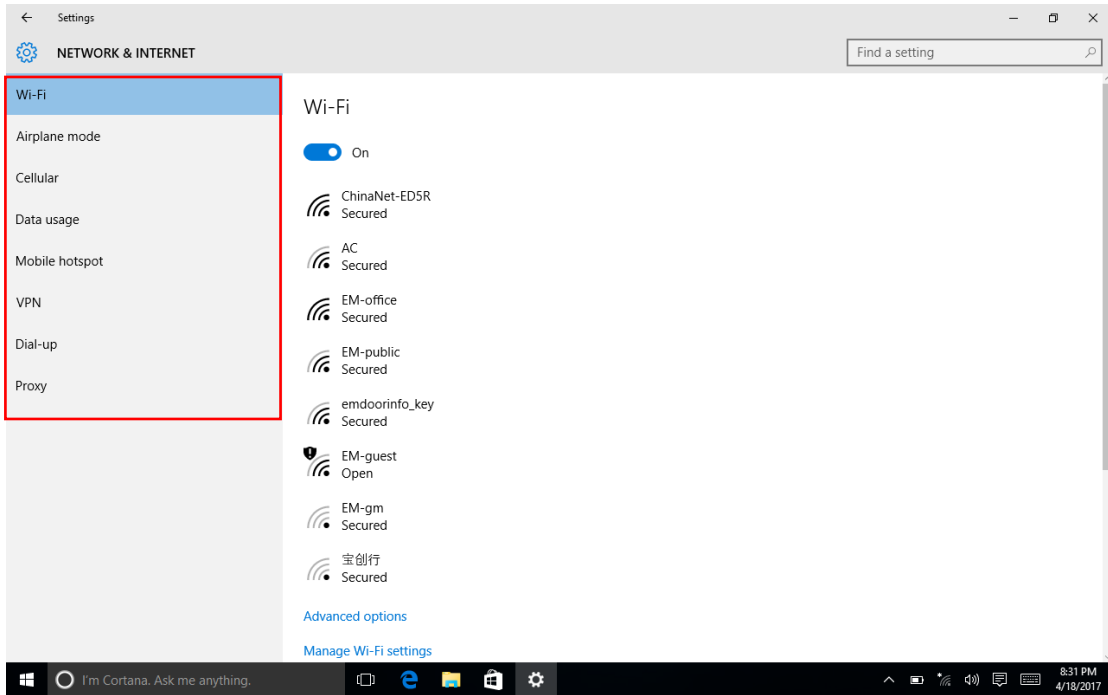 Settings
NETWORK & INTERNET
Find a setting
Wi-Fi
Airplane mode
Cellular
Data usage
Mobile hotspot
VPN
Dial-up
Proxy
Wi-Fi
On
ChinaNet-ED5R
Secured
AC
Secured
EM-office
Secured
EM-public
Secured
emdoorinfo_key
Secured
EM-guest
Open
EM-gm
Secured
宝创行
Secured
Advanced options
Manage Wi-Fi settings
I'm Cortana. Ask me anything.
8:31 PM
4/18/2017